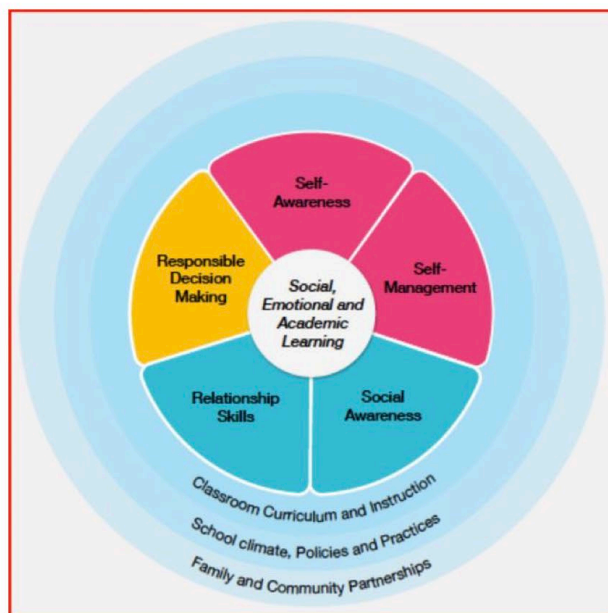 Self-
Awareness
Responsible
Decision
Making
Self-
Management
Social,
Emotional and
Academic
Learning
Relationship
Skills
Social
Awareness
Classroom Curriculum and Instruction
School climate, Policies and Practices
Family and Community Partnerships